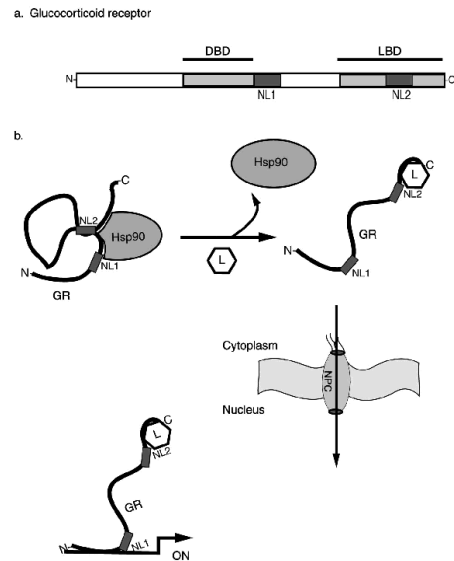 a. Glucocorticoid receptor
DBD LBD
N- -C
NL1 NL2
b.
C
NL2
Hsp90
NL1
N-
GR
Hsp90
L
L C
NL2
GR
N-
NL1
Cytoplasm
NPC
Nucleus
C
L
NL2
GR
N-
NL1
ON